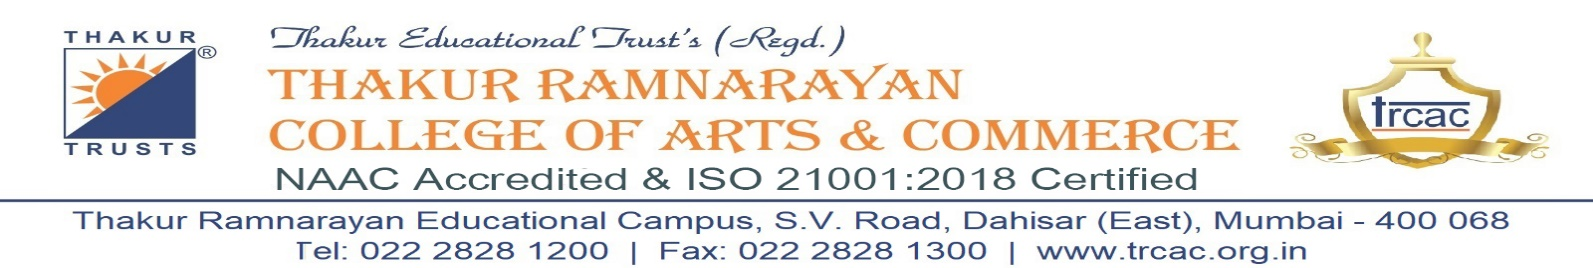 THAKUR
®
TRUSTS
Thakur Educational Trust's (Regd.)
THAKUR RAMNARAYAN
COLLEGE OF ARTS & COMMERCE
NAAC Accredited & ISO 21001:2018 Certified
trcac
Thakur Ramnarayan Educational Campus, S.V. Road, Dahisar (East), Mumbai - 400 068
Tel: 022 2828 1200 | Fax: 022 2828 1300 | www.trcac.org.in